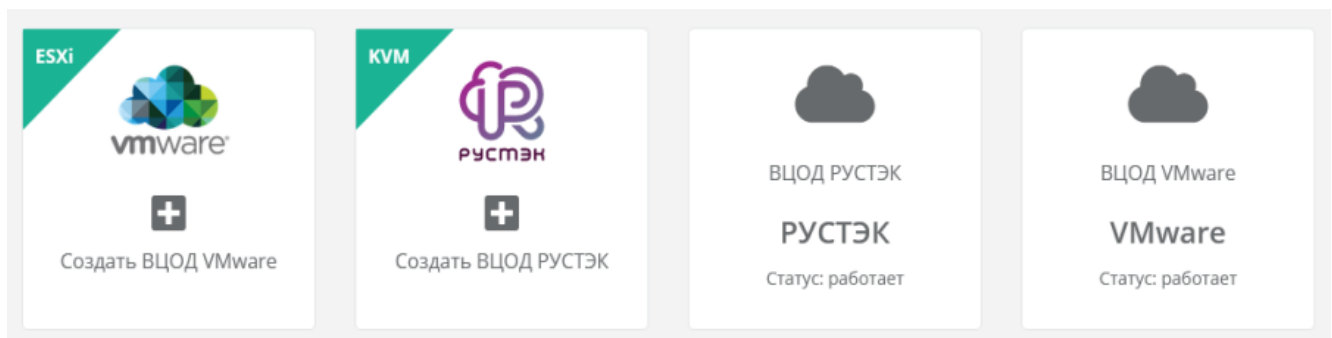 ESXi
vmware
Создать ВЦОД VMware
KVM
РУСТЭК
Создать ВЦОД РУСТЭК
ВЦОД РУСТЭК
РУСТЭК
Статус: работает
ВЦОД VMware
VMware
Статус: работает